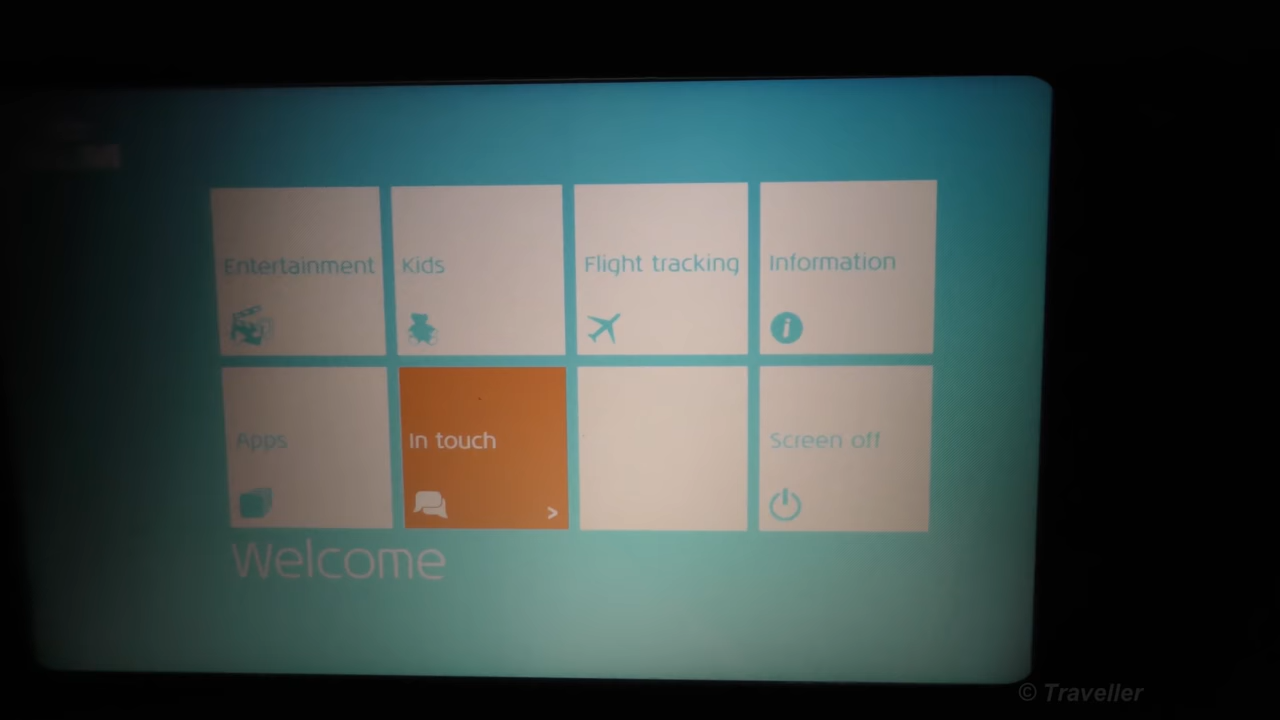 Entertainment
Kids
Flight tracking
Information
Apps
In touch
>
Screen off
Welcome
© Traveller